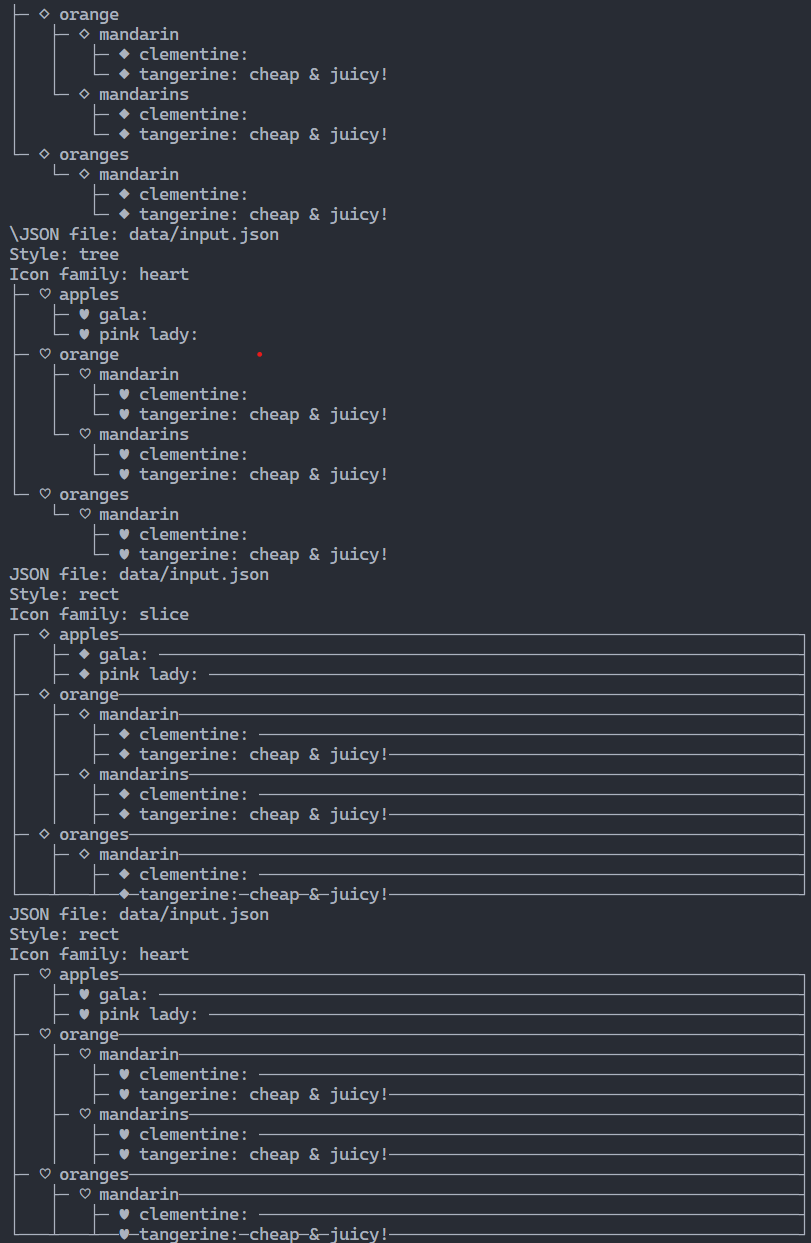 ├─ ◇ orange
│   ├─ ◇ mandarin
│   │   ├─ ◆ clementine:
│   │   └─ ◆ tangerine: cheap & juicy!
│   └─ ◇ mandarins
│       ├─ ◆ clementine:
│       └─ ◆ tangerine: cheap & juicy!
└─ ◇ oranges
    └─ ◇ mandarin
        ├─ ◆ clementine:
        └─ ◆ tangerine: cheap & juicy!
\JSON file: data/input.json
Style: tree
Icon family: heart
├─ ♡ apples
│   ├─ ♥ gala:
│   └─ ♥ pink lady:
├─ ♡ orange
│   ├─ ♡ mandarin
│   │   ├─ ♥ clementine:
│   │   └─ ♥ tangerine: cheap & juicy!
│   └─ ♡ mandarins
│       ├─ ♥ clementine:
│       └─ ♥ tangerine: cheap & juicy!
└─ ♡ oranges
    └─ ♡ mandarin
        ├─ ♥ clementine:
        └─ ♥ tangerine: cheap & juicy!
JSON file: data/input.json
Style: rect
Icon family: slice
┌─ ◇ apples─────────────┐
│   ├─ ◆ gala: ─────────────┤
│   ├─ ◆ pink lady: ─────────────┤
├─ ◇ orange─────────────┤
│   ├─ ◇ mandarin─────────────┤
│   │   ├─ ◆ clementine: ─────────────┤
│   │   ├─ ◆ tangerine: cheap & juicy!─────────────┤
│   ├─ ◇ mandarins─────────────┤
│   │   ├─ ◆ clementine: ─────────────┤
│   │   ├─ ◆ tangerine: cheap & juicy!─────────────┤
├─ ◇ oranges─────────────┤
│   ├─ ◇ mandarin─────────────┤
│   │   ├─ ◆ clementine: ─────────────┤
└───┴───┴──◆─tangerine:─cheap─&─juicy!─────────────┘
JSON file: data/input.json
Style: rect
Icon family: heart
┌─ ♡ apples─────────────┐
│   ├─ ♥ gala: ─────────────┤
│   ├─ ♥ pink lady: ─────────────┤
├─ ♡ orange─────────────┤
│   ├─ ♡ mandarin─────────────┤
│   │   ├─ ♥ clementine: ─────────────┤
│   │   ├─ ♥ tangerine: cheap & juicy!─────────────┤
│   ├─ ♡ mandarins─────────────┤
│   │   ├─ ♥ clementine: ─────────────┤
│   │   ├─ ♥ tangerine: cheap & juicy!─────────────┤
├─ ♡ oranges─────────────┤
│   ├─ ♡ mandarin─────────────┤
│   │   ├─ ♥ clementine: ─────────────┤
└───┴───┴──♥─tangerine:─cheap─&─juicy!─────────────┘